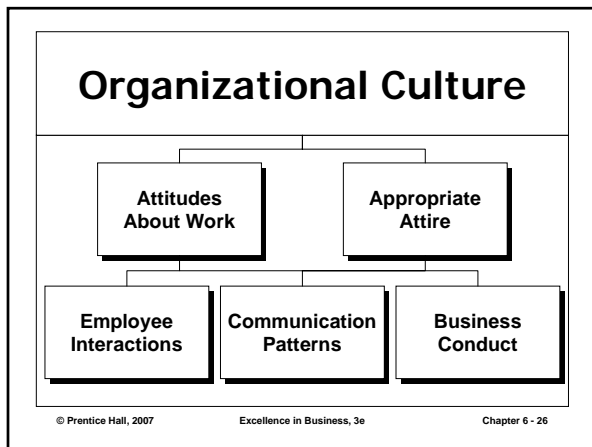 Organizational Culture
Attitudes
About Work
Appropriate
Attire
Employee
Interactions
Communication
Patterns
Business
Conduct
© Prentice Hall, 2007 Excellence in Business, 3e Chapter 6 - 26